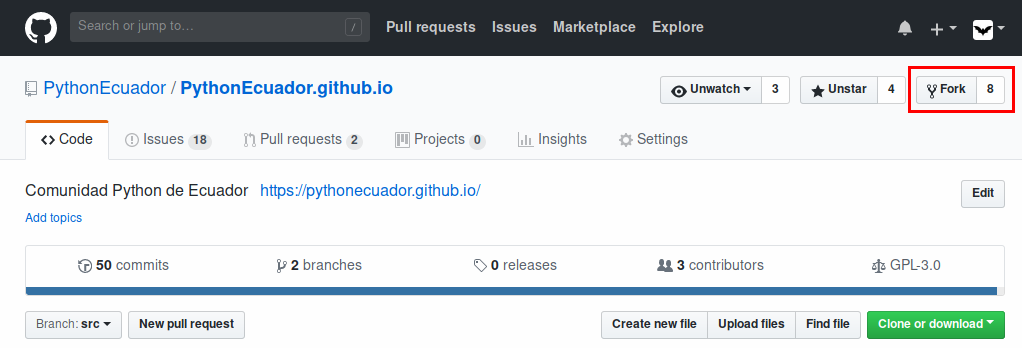 Search or jump to... / Pull requests Issues Marketplace Explore
PythonEcuador / PythonEcuador.github.io Unwatch 3 Unstar 4 Fork 8
Code Issues 18 Pull requests 2 Projects 0 Insights Settings
Comunidad Python de Ecuador https://pythonecuador.github.io/ Edit
Add topics
50 commits 2 branches 0 releases 3 contributors GPL-3.0
Branch: src New pull request Create new file Upload files Find file Clone or download